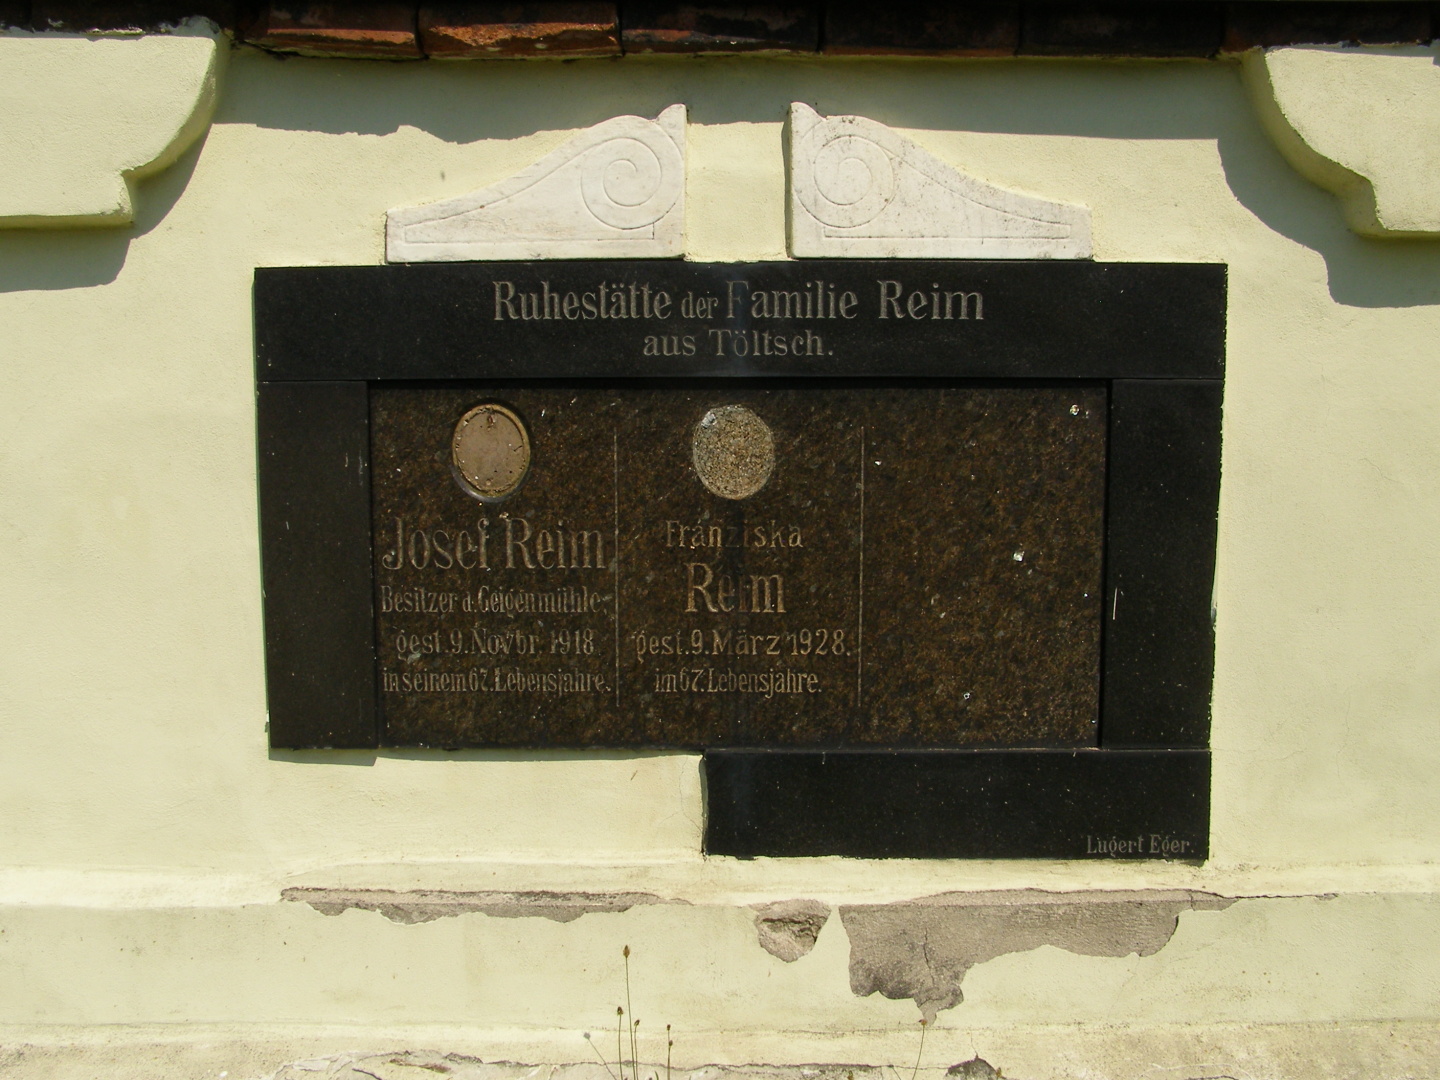 Ruhestätte der Familie Reim
aus Töltsch.
Josef Reim
Besitzer d. Geigenmühle,
gest. 9. Novbr. 1918
in seinem 67. Lebensjahre.
Franziska
Reim
gest. 9. März 1928.
im 67. Lebensjahre.
Lugert Eger.